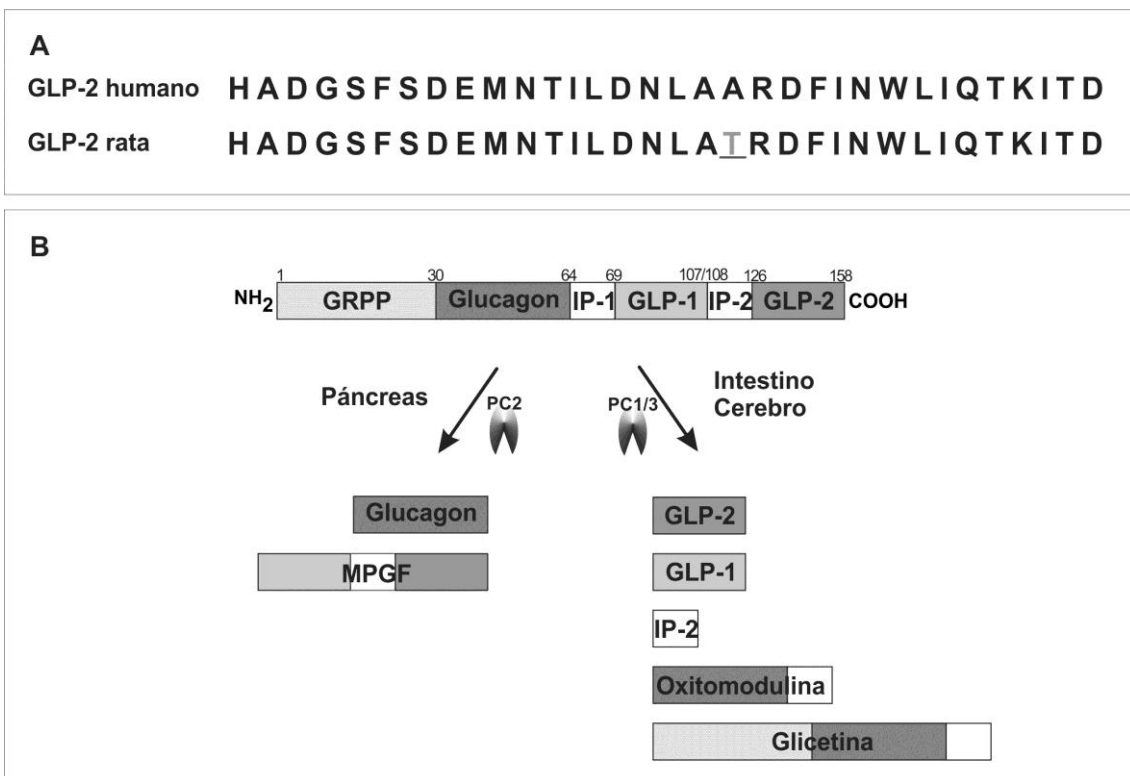 A
GLP-2 humano H A D G S F S D E M N T I L D N L A A R D F I N W L I Q T K I T D
GLP-2 rata H A D G S F S D E M N T I L D N L A T R D F I N W L I Q T K I T D
B
1 30 64 69 107/108 126 158
NH2 GRPP Glucagon IP-1 GLP-1 IP-2 GLP-2 COOH
Páncreas PC2 PC1/3 Intestino
Cerebro
Glucagon GLP-2
MPGF GLP-1
IP-2
Oxitomodulina
Glicetina